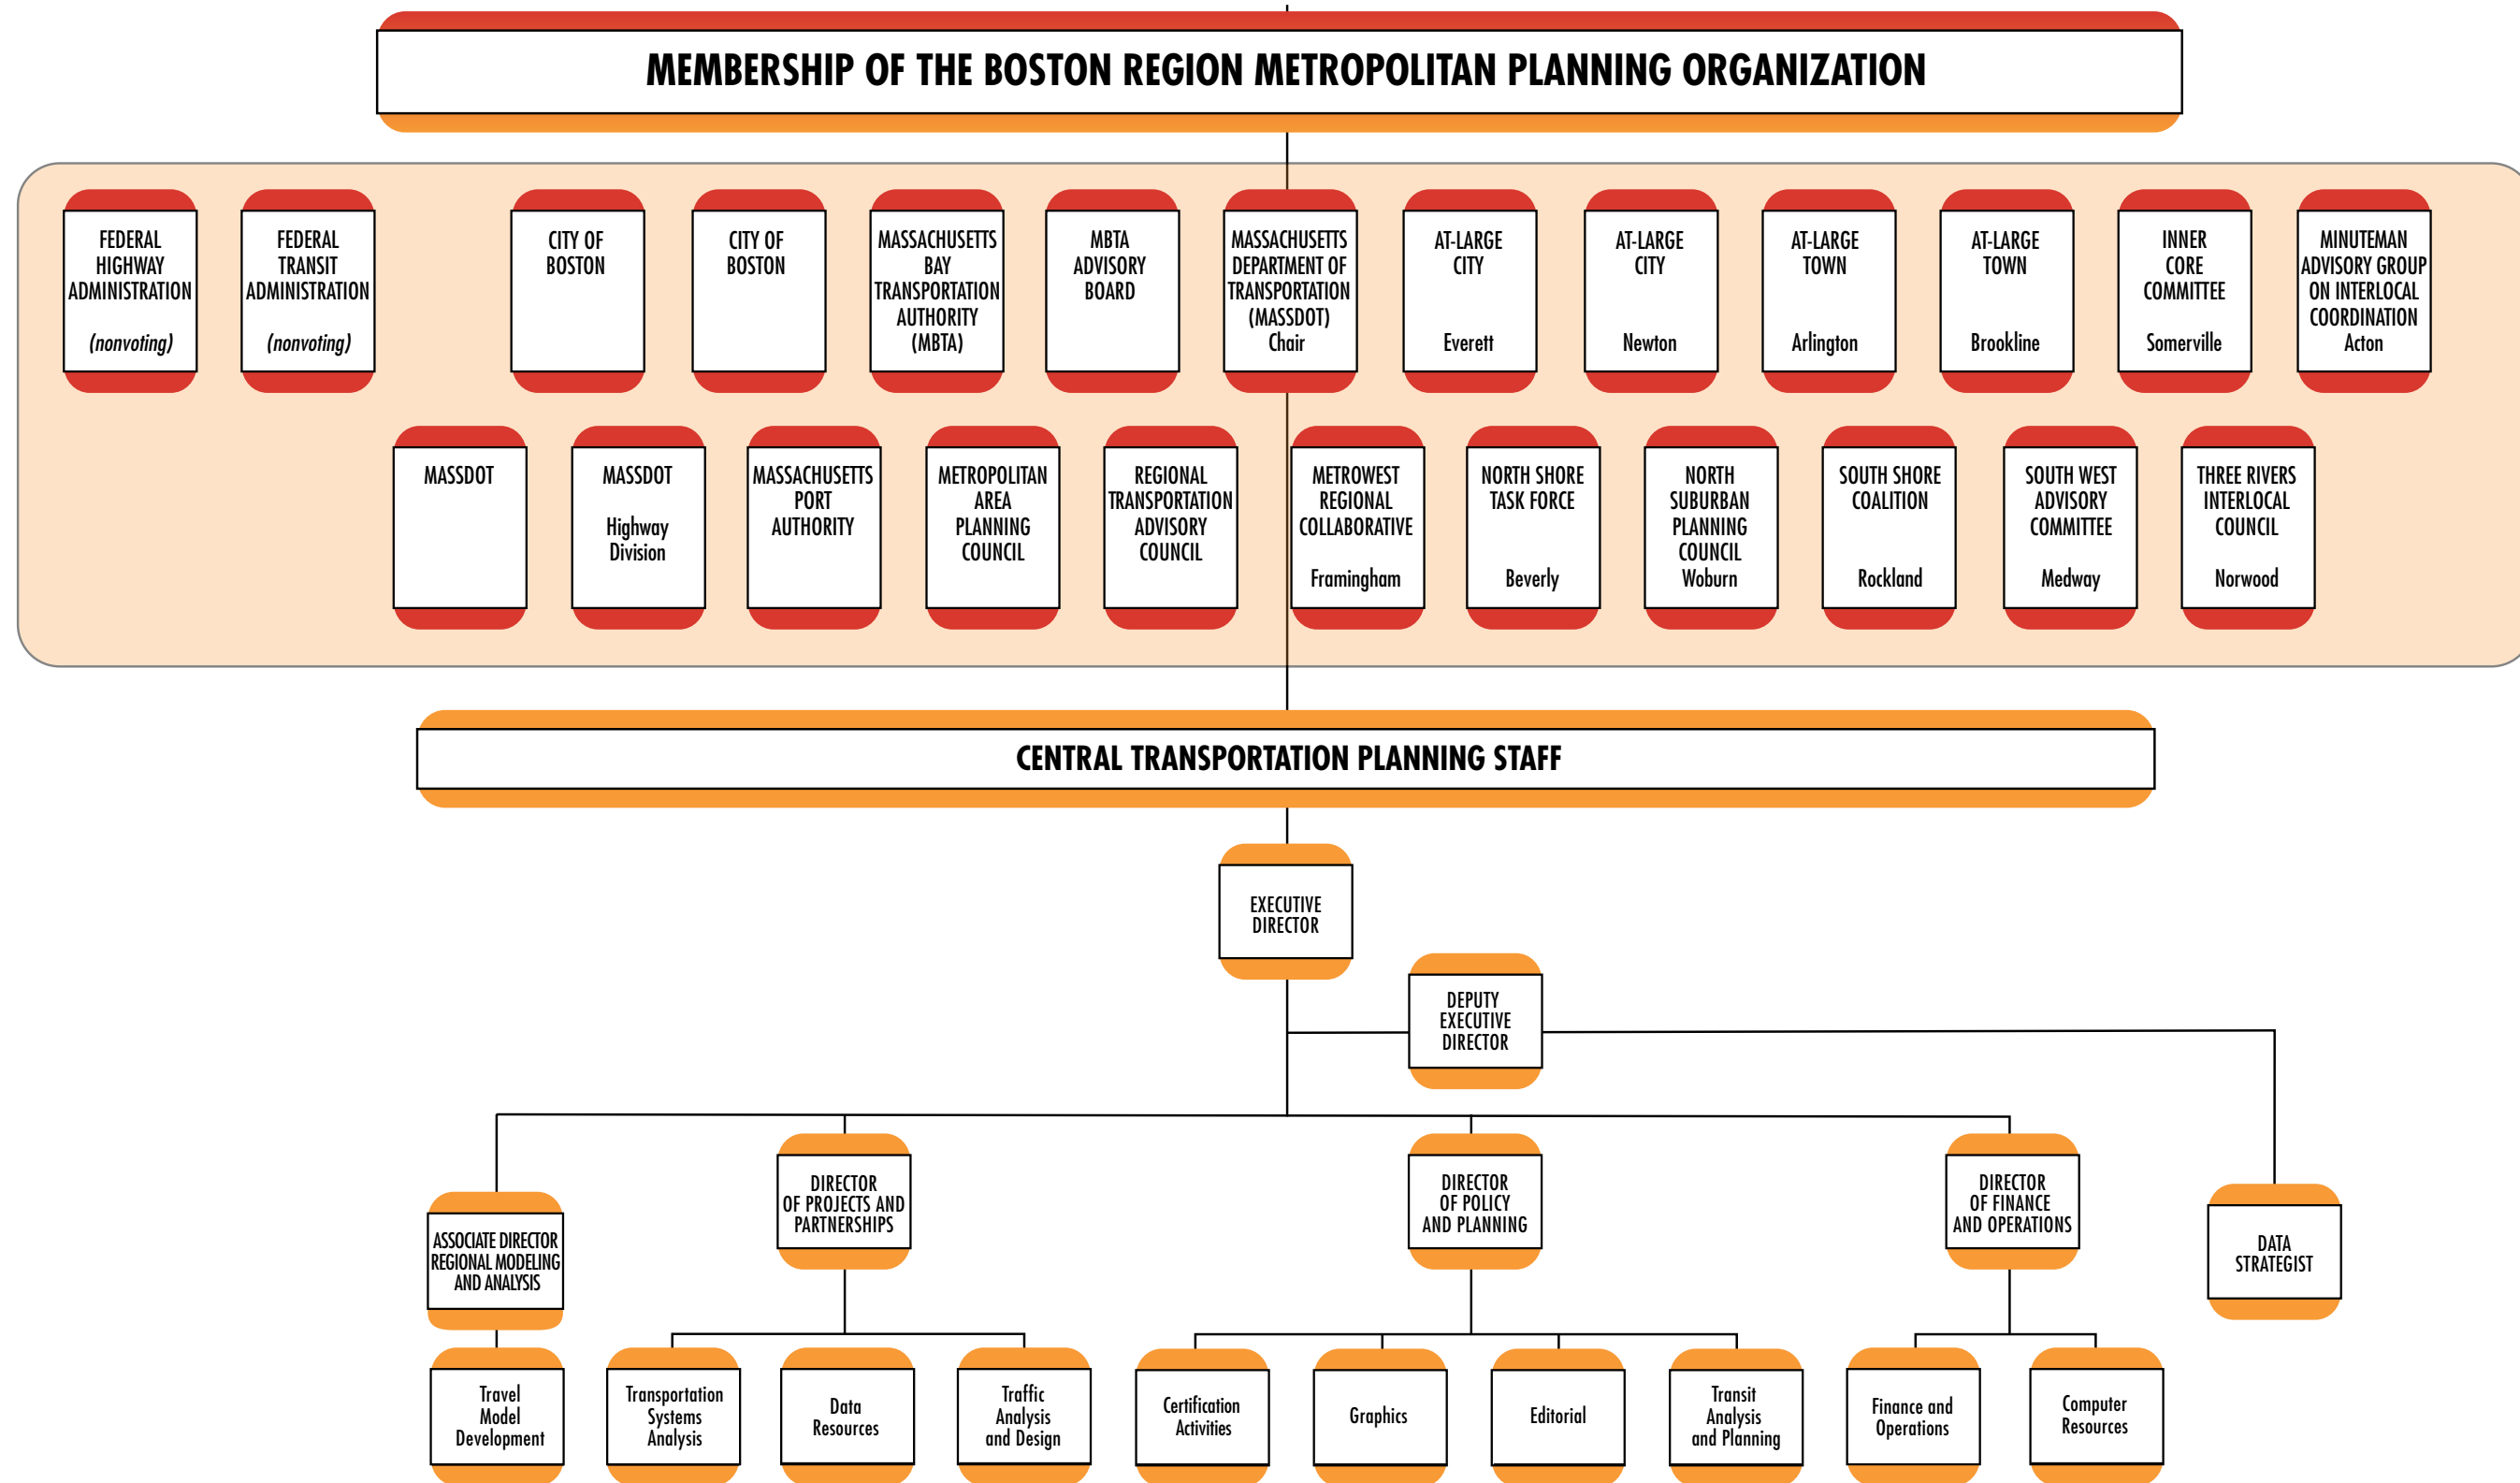 MEMBERSHIP OF THE BOSTON REGION METROPOLITAN PLANNING ORGANIZATION
FEDERAL
HIGHWAY
ADMINISTRATION
(nonvoting)
FEDERAL
TRANSIT
ADMINISTRATION
(nonvoting)
CITY OF
BOSTON
CITY OF
BOSTON
MASSACHUSETTS
BAY
TRANSPORTATION
AUTHORITY
(MBTA)
MBTA
ADVISORY
BOARD
MASSACHUSETTS
DEPARTMENT OF
TRANSPORTATION
(MASSDOT)
Chair
AT-LARGE
CITY
Everett
AT-LARGE
CITY
Newton
AT-LARGE
TOWN
Arlington
AT-LARGE
TOWN
Brookline
INNER
CORE
COMMITTEE
Somerville
MINUTEMAN
ADVISORY GROUP
ON INTERLOCAL
COORDINATION
Acton
MASSDOT
MASSDOT
Highway
Division
MASSACHUSETTS
PORT
AUTHORITY
METROPOLITAN
AREA
PLANNING
COUNCIL
REGIONAL
TRANSPORTATION
ADVISORY
COUNCIL
METROWEST
REGIONAL
COLLABORATIVE
Framingham
NORTH SHORE
TASK FORCE
Beverly
NORTH
SUBURBAN
PLANNING
COUNCIL
Woburn
SOUTH SHORE
COALITION
Rockland
SOUTH WEST
ADVISORY
COMMITTEE
Medway
THREE RIVERS
INTERLOCAL
COUNCIL
Norwood
CENTRAL TRANSPORTATION PLANNING STAFF
EXECUTIVE
DIRECTOR
DEPUTY
EXECUTIVE
DIRECTOR
ASSOCIATE DIRECTOR
REGIONAL MODELING
AND ANALYSIS
DIRECTOR
OF PROJECTS AND
PARTNERSHIPS
DIRECTOR
OF POLICY
AND PLANNING
DIRECTOR
OF FINANCE
AND OPERATIONS
DATA
STRATEGIST
Travel
Model
Development
Transportation
Systems
Analysis
Data
Resources
Traffic
Analysis
and Design
Certification
Activities
Graphics
Editorial
Transit
Analysis
and Planning
Finance and
Operations
Computer
Resources